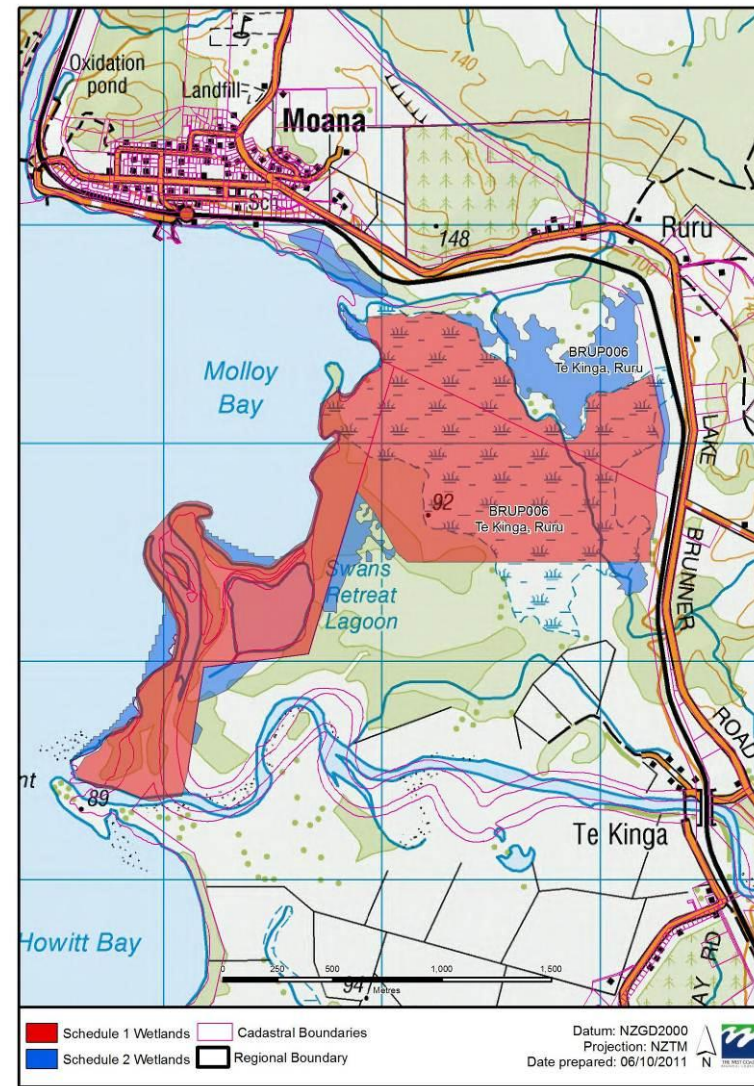 Oxidation
pond
Landfill
140
Moana
Sch
148
Ruru
100
Molloy
Bay
BRUP006
Te Kinga, Ruru
LAKE
92
BRUP006
Te Kinga, Ruru
Swans
Retreat
Lagoon
BRUNNER
ROAD
nt
89
Te Kinga
Howitt Bay
0 250 500 1,000 1,500
Metres
94
AY RD
Schedule 1 Wetlands
Cadastral Boundaries
Schedule 2 Wetlands
Regional Boundary
Datum: NZGD2000
Projection: NZTM
Date prepared: 06/10/2011
N